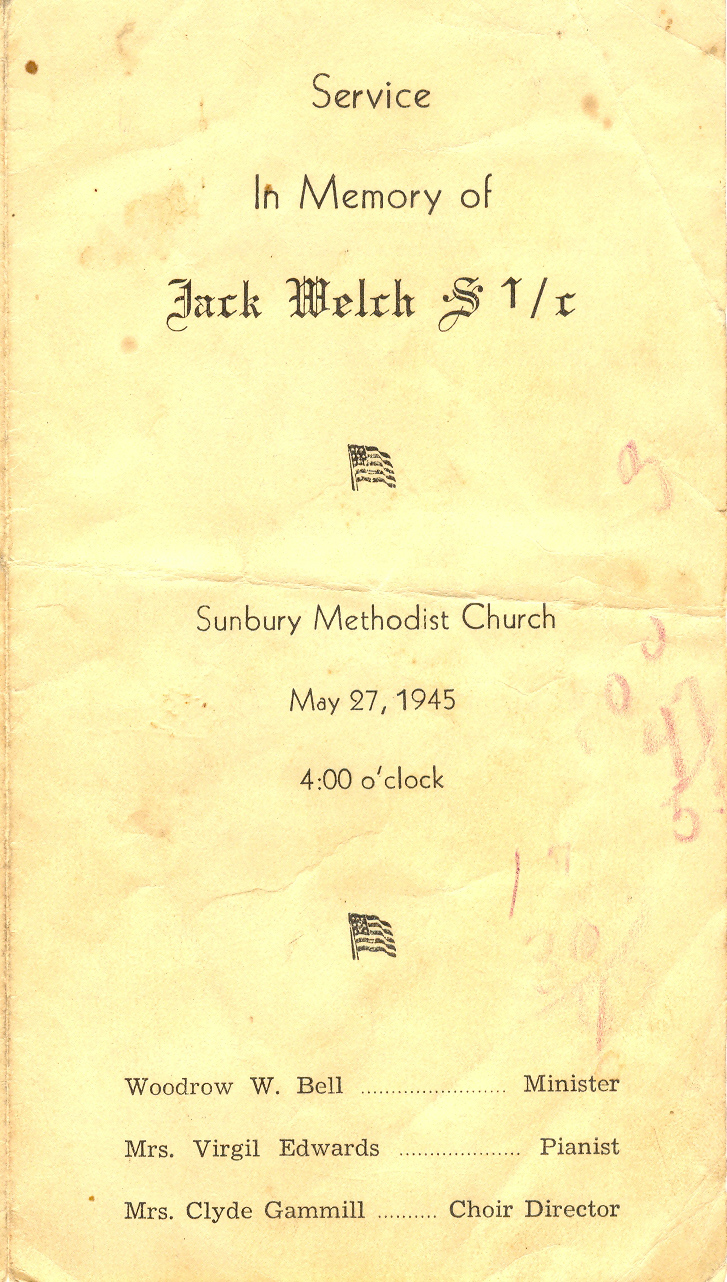 Service
In Memory of
Jack Welch S 1/c
Sunbury Methodist Church
May 27, 1945
4:00 o'clock
Woodrow W. Bell ........................ Minister
Mrs. Virgil Edwards .................... Pianist
Mrs. Clyde Gammill .......... Choir Director